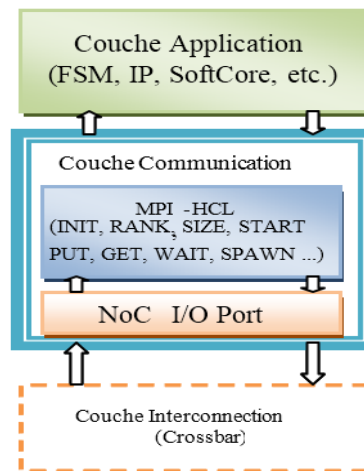 Couche Application
(FSM, IP, SoftCore, etc.)
Couche Communication
MPI -HCL
(INIT, RANK, SIZE, START
PUT, GET, WAIT, SPAWN ...)
NoC I/O Port
Couche Interconnection
(Crossbar)